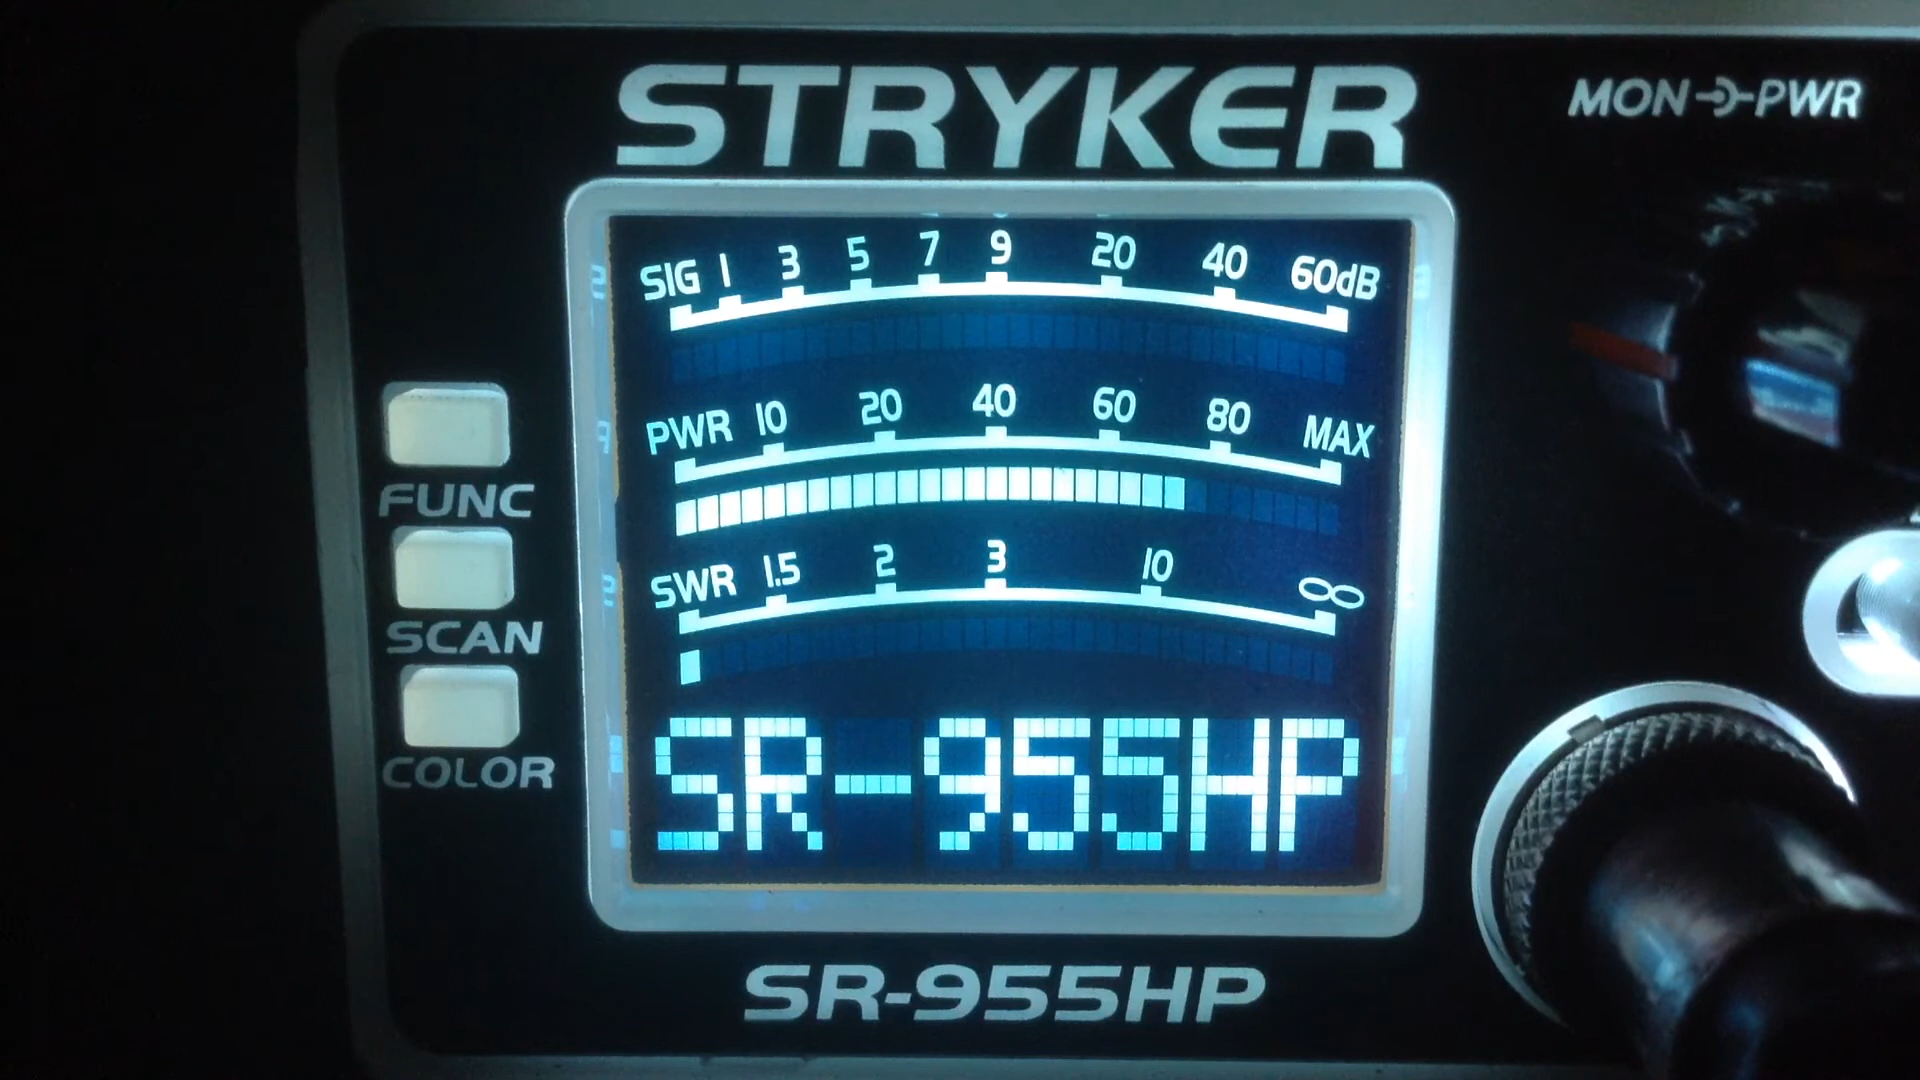 STRYKER
MON PWR
SIG 1 3 5 7 9 20 40 60dB
PWR 10 20 40 60 80 MAX
FUNC
SWR 1.5 2 3 10 ∞
SCAN
SR-955HP
COLOR
SR-955HP